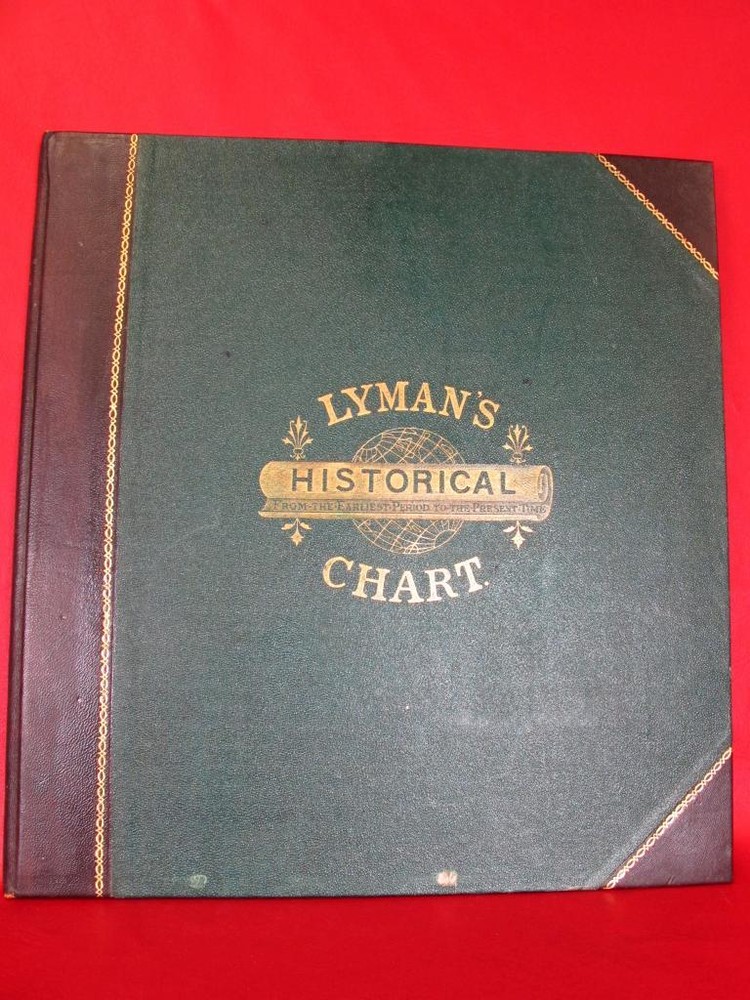 LYMAN'S
HISTORICAL
FROM-THE-EARLIEST-PERIOD TO-THE-PRESENT-TIME
CHART.